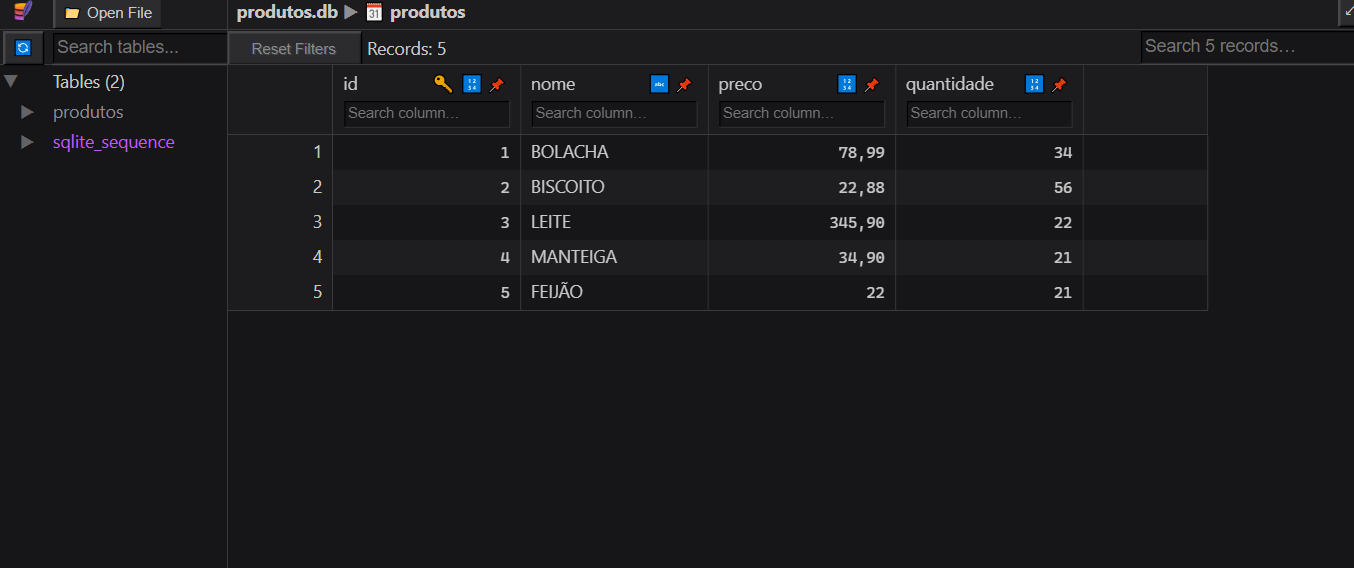 Open File produtos.db ▶ produtos
Search tables... Reset Filters Records: 5 Search 5 records...
Tables (2)
produtos
sqlite_sequence
id nome preco quantidade
Search column... Search column... Search column... Search column...
1 1 BOLACHA 78,99 34
2 2 BISCOITO 22,88 56
3 3 LEITE 345,90 22
4 4 MANTEIGA 34,90 21
5 5 FEIJÃO 22 21